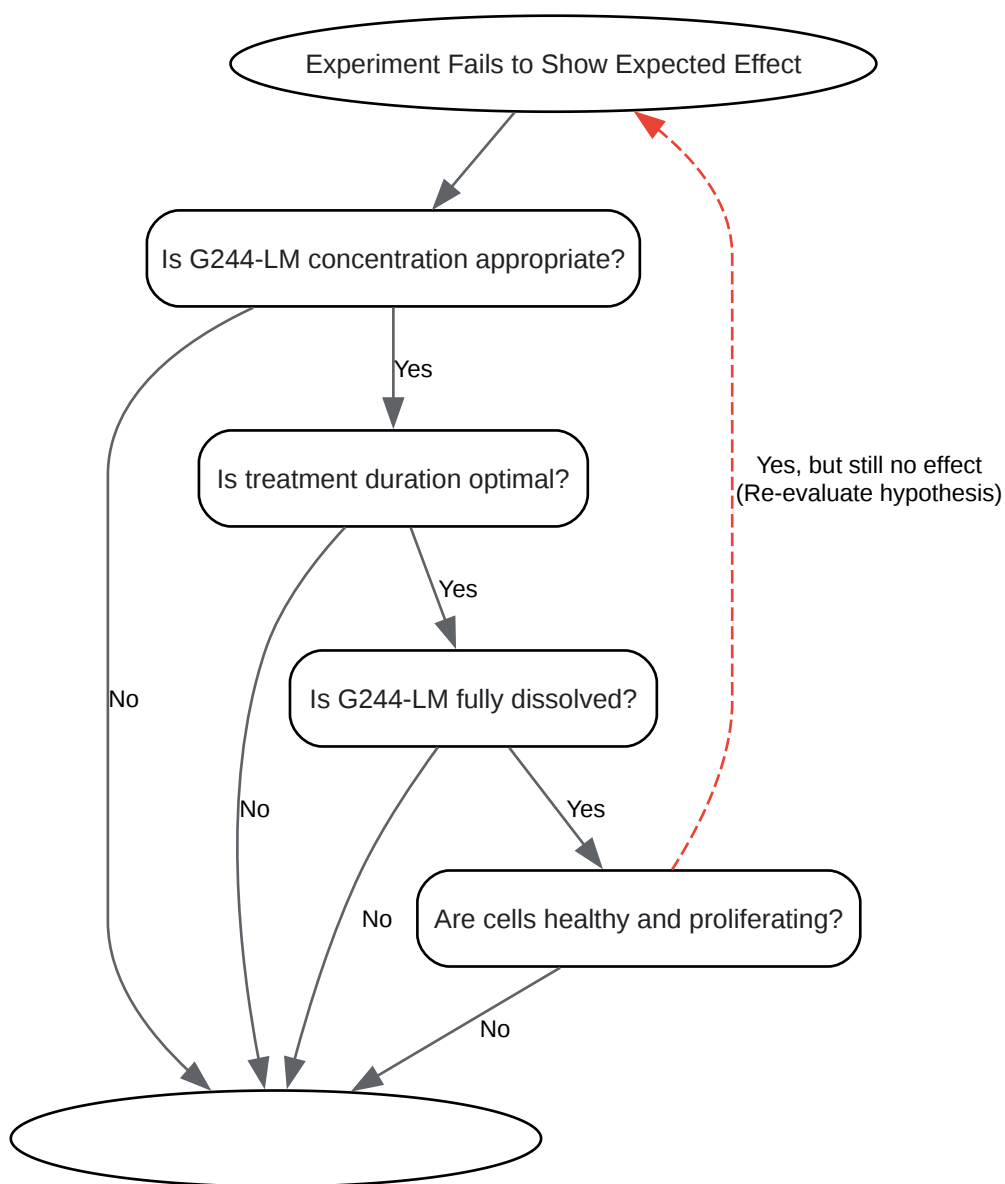 Experiment Fails to Show Expected Effect
Is G244-LM concentration appropriate?
Yes
Is treatment duration optimal?
Yes, but still no effect
(Re-evaluate hypothesis)
Yes
Is G244-LM fully dissolved?
No
No
Yes
No
Are cells healthy and proliferating?
No